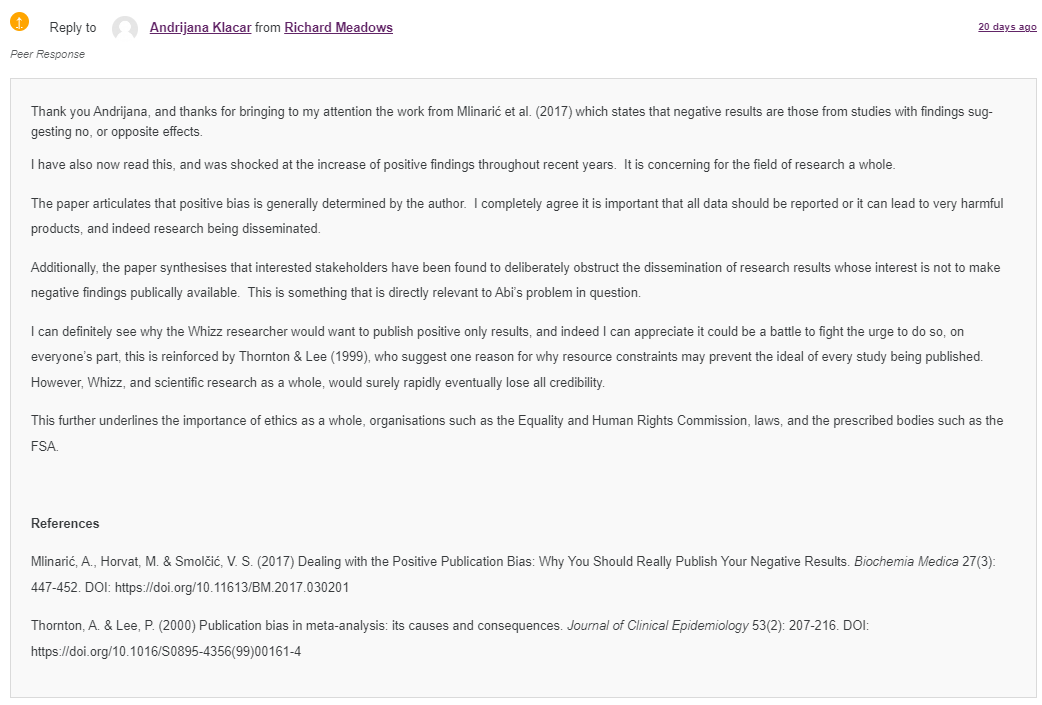 Reply to Andrijana Klacar from Richard Meadows
20 days ago
Peer Response
Thank you Andrijana, and thanks for bringing to my attention the work from Mlinarić et al. (2017) which states that negative results are those from studies with findings sug-
gesting no, or opposite effects.
I have also now read this, and was shocked at the increase of positive findings throughout recent years.  It is concerning for the field of research a whole.
The paper articulates that positive bias is generally determined by the author.  I completely agree it is important that all data should be reported or it can lead to very harmful
products, and indeed research being disseminated.
Additionally, the paper synthesises that interested stakeholders have been found to deliberately obstruct the dissemination of research results whose interest is not to make
negative findings publically available.  This is something that is directly relevant to Abi's problem in question.
I can definitely see why the Whizz researcher would want to publish positive only results, and indeed I can appreciate it could be a battle to fight the urge to do so, on
everyone's part, this is reinforced by Thornton & Lee (1999), who suggest one reason for why resource constraints may prevent the ideal of every study being published.
However, Whizz, and scientific research as a whole, would surely rapidly eventually lose all credibility.
This further underlines the importance of ethics as a whole, organisations such as the Equality and Human Rights Commission, laws, and the prescribed bodies such as the
FSA.
References
Mlinarić, A., Horvat, M. & Smolčić, V. S. (2017) Dealing with the Positive Publication Bias: Why You Should Really Publish Your Negative Results. Biochemia Medica 27(3):
447-452. DOI: https://doi.org/10.11613/BM.2017.030201
Thornton, A. & Lee, P. (2000) Publication bias in meta-analysis: its causes and consequences. Journal of Clinical Epidemiology 53(2): 207-216. DOI:
https://doi.org/10.1016/S0895-4356(99)00161-4